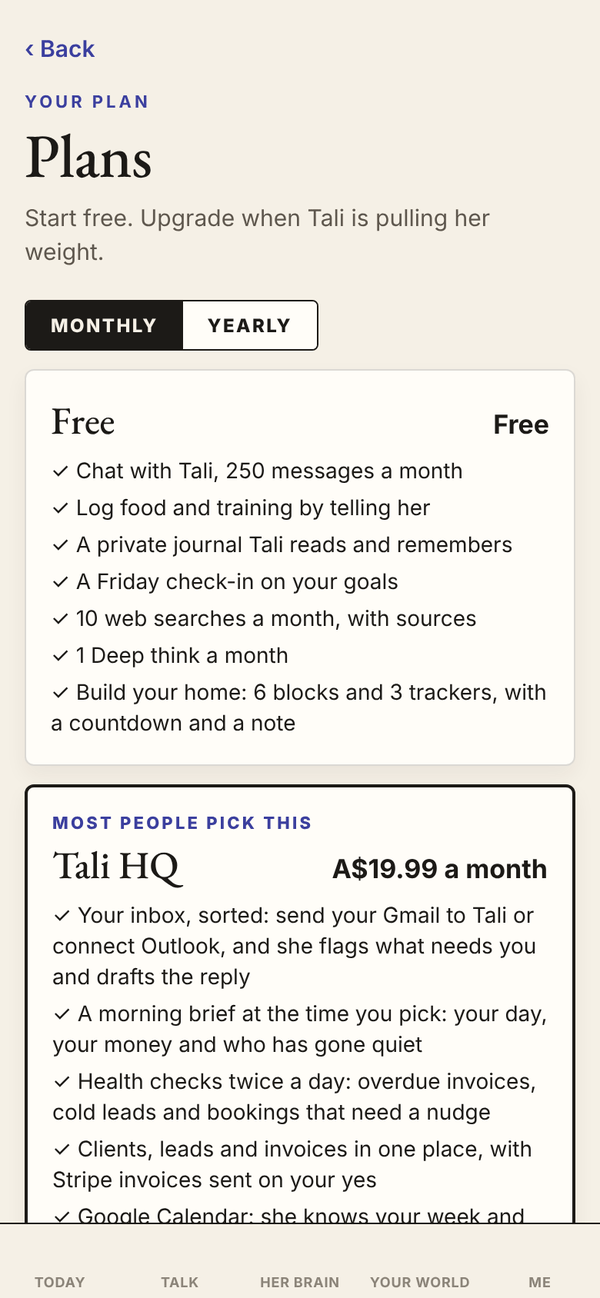 ‹ Back
YOUR PLAN
Plans
Start free. Upgrade when Tali is pulling her
weight.
MONTHLY YEARLY
Free Free
✓ Chat with Tali, 250 messages a month
✓ Log food and training by telling her
✓ A private journal Tali reads and remembers
✓ A Friday check-in on your goals
✓ 10 web searches a month, with sources
✓ 1 Deep think a month
✓ Build your home: 6 blocks and 3 trackers, with
a countdown and a note
MOST PEOPLE PICK THIS
Tali HQ A$19.99 a month
✓ Your inbox, sorted: send your Gmail to Tali or
connect Outlook, and she flags what needs you
and drafts the reply
✓ A morning brief at the time you pick: your day,
your money and who has gone quiet
✓ Health checks twice a day: overdue invoices,
cold leads and bookings that need a nudge
✓ Clients, leads and invoices in one place, with
Stripe invoices sent on your yes
✓ Google Calendar: she knows your week and
TODAY TALK HER BRAIN YOUR WORLD ME